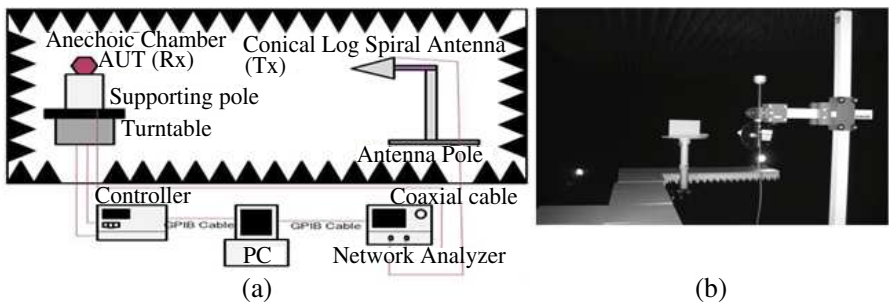 Anechoic Chamber
AUT (Rx)
Conical Log Spiral Antenna
(Tx)
Supporting pole
Turntable
Antenna Pole
Controller
Coaxial cable
GPIB Cable
GPIB Cable
PC
Network Analyzer
(a)
(b)